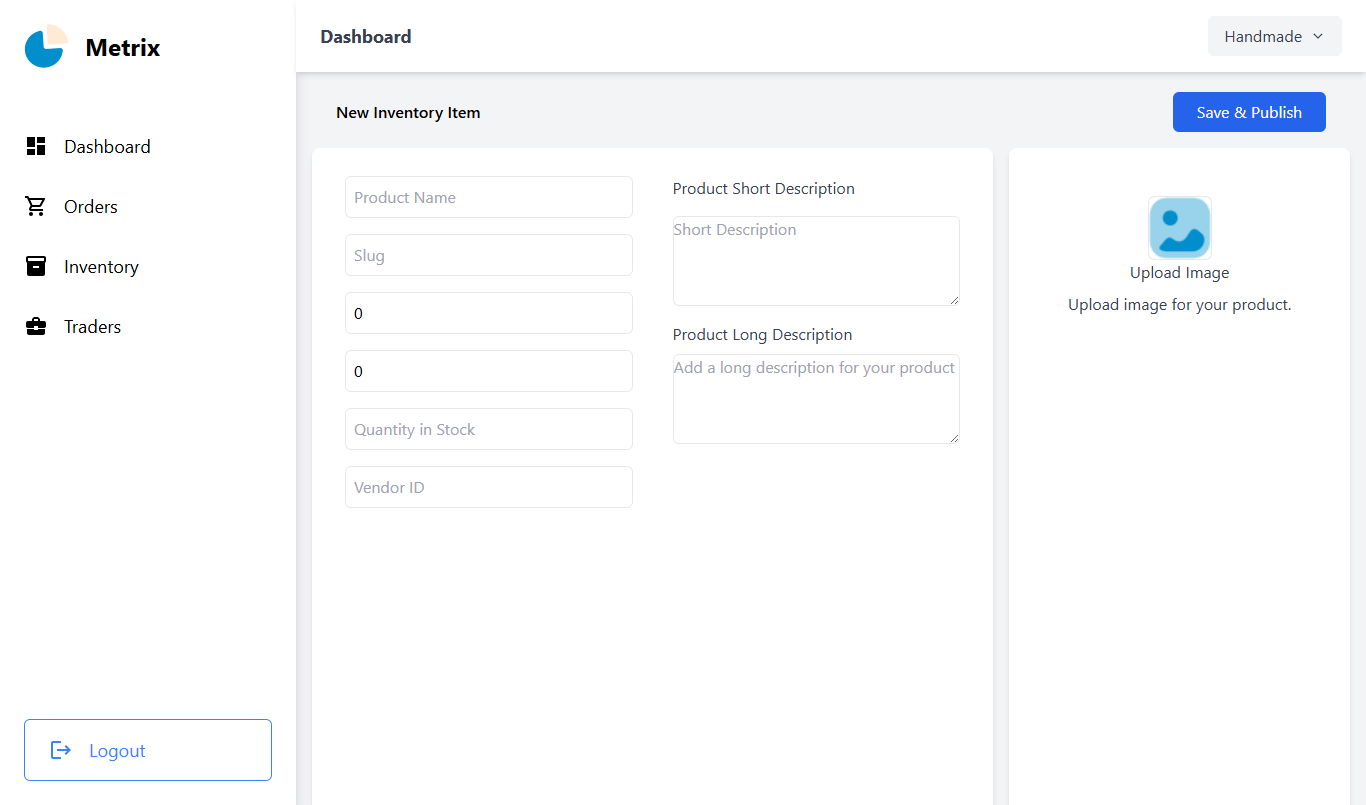 Metrix
Dashboard
Orders
Inventory
Traders
Logout
Dashboard
Handmade
New Inventory Item
Save & Publish
Product Name
Slug
0
0
Quantity in Stock
Vendor ID
Product Short Description
Short Description
Product Long Description
Add a long description for your product
Upload Image
Upload image for your product.